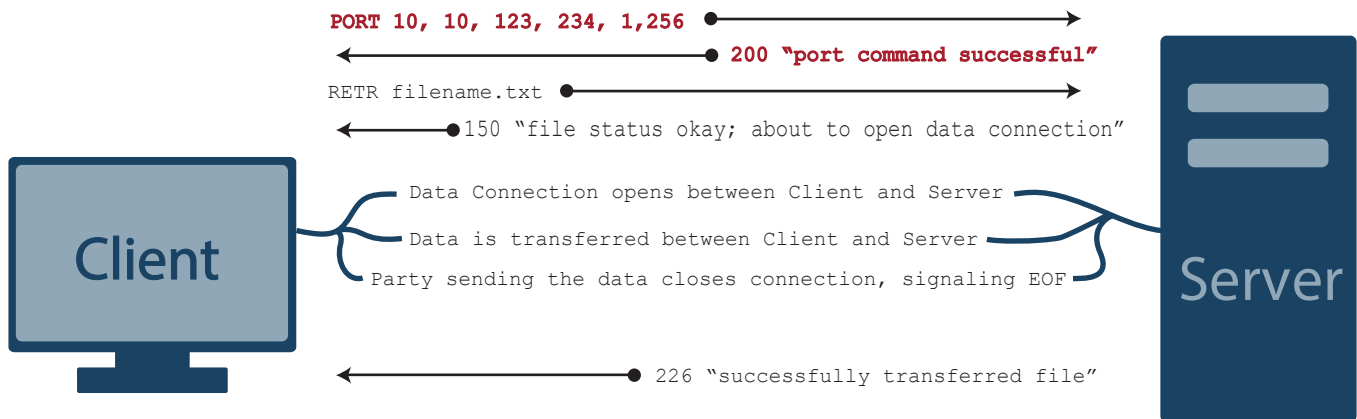 PORT 10, 10, 123, 234, 1,256
200 “port command successful”
RETR filename.txt
150 “file status okay; about to open data connection”
Data Connection opens between Client and Server
Data is transferred between Client and Server
Party sending the data closes connection, signaling EOF
Client
Server
226 “successfully transferred file”